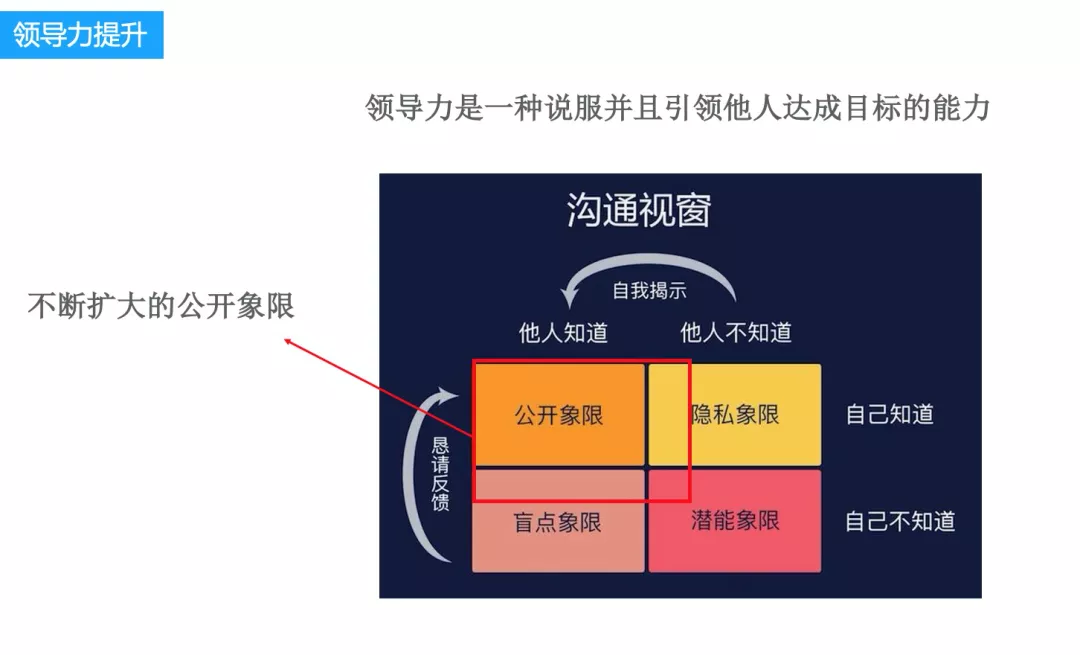 领导力提升
领导力是一种说服并且引领他人达成目标的能力
沟通视窗
自我揭示
不断扩大的公开象限
他人知道
他人不知道
公开象限
隐私象限
自己知道
恳请反馈
盲点象限
潜能象限
自己不知道